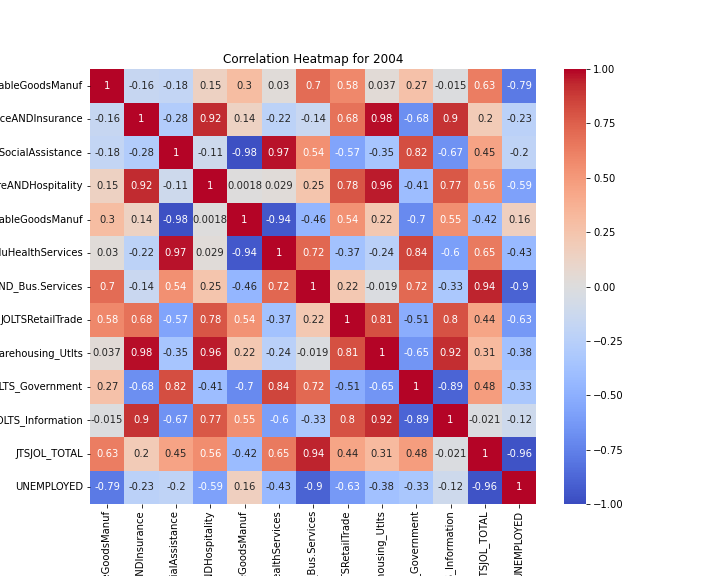 Correlation Heatmap for 2004
ableGoodsManuf 1 -0.16 -0.18 0.15 0.3 0.03 0.7 0.58 0.037 0.27 -0.015 0.63 -0.79
ceANDInsurance -0.16 1 -0.28 0.92 0.14 -0.22 -0.14 0.68 0.98 -0.68 0.9 0.2 -0.23
SocialAssistance -0.18 -0.28 1 -0.11 -0.98 0.97 0.54 -0.57 -0.35 0.82 -0.67 0.45 -0.2
reANDHospitality 0.15 0.92 -0.11 1 0.0018 0.029 0.25 0.78 0.96 -0.41 0.77 0.56 -0.59
ableGoodsManuf 0.3 0.14 -0.98 0.0018 1 -0.94 -0.46 0.54 0.22 -0.7 0.55 -0.42 0.16
duHealthServices 0.03 -0.22 0.97 0.029 -0.94 1 0.72 -0.37 -0.24 0.84 -0.6 0.65 -0.43
ND_Bus.Services 0.7 -0.14 0.54 0.25 -0.46 0.72 1 0.22 -0.019 0.72 -0.33 0.94 -0.9
JOLTSRetailTrade 0.58 0.68 -0.57 0.78 0.54 -0.37 0.22 1 0.81 -0.51 0.8 0.44 -0.63
arehousing_Utlts 0.037 0.98 -0.35 0.96 0.22 -0.24 -0.019 0.81 1 -0.65 0.92 0.31 -0.38
LTS_Government 0.27 -0.68 0.82 -0.41 -0.7 0.84 0.72 -0.51 -0.65 1 -0.89 0.48 -0.33
OLTS_Information -0.015 0.9 -0.67 0.77 0.55 -0.6 -0.33 0.8 0.92 -0.89 1 -0.021 -0.12
JTSJOL_TOTAL 0.63 0.2 0.45 0.56 -0.42 0.65 0.94 0.44 0.31 0.48 -0.021 1 -0.96
UNEMPLOYED -0.79 -0.23 -0.2 -0.59 0.16 -0.43 -0.9 -0.63 -0.38 -0.33 -0.12 -0.96 1
eGoodsManuf
NDInsurance
ialAssistance
NDHospitality
eGoodsManuf
ealthServices
Bus.Services
TSRetailTrade
housing_Utlts
_Government
_Information
TSJOL_TOTAL
UNEMPLOYED
1.00
0.75
0.50
0.25
0.00
-0.25
-0.50
-0.75
-1.00